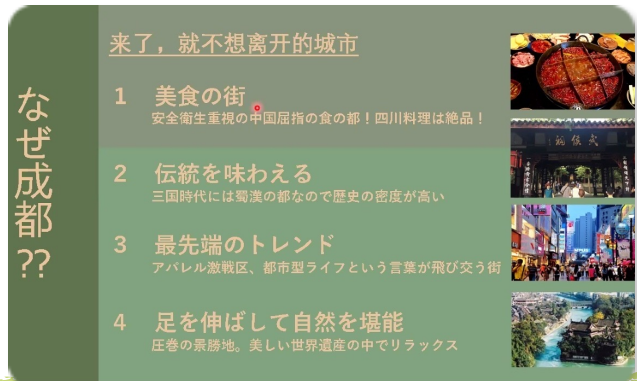 なぜ成都??
来了，就不想离开的城市
1 美食の街
安全衛生重視の中国屈指の食の都！四川料理は絶品！
2 伝統を味わえる
三国時代には蜀漢の都なので歴史の密度が高い
3 最先端のトレンド
アパレル激戦区、都市型ライフという言葉が飛び交う街
4 足を伸ばして自然を堪能
圧巻の景勝地。美しい世界遺産の中でリラックス